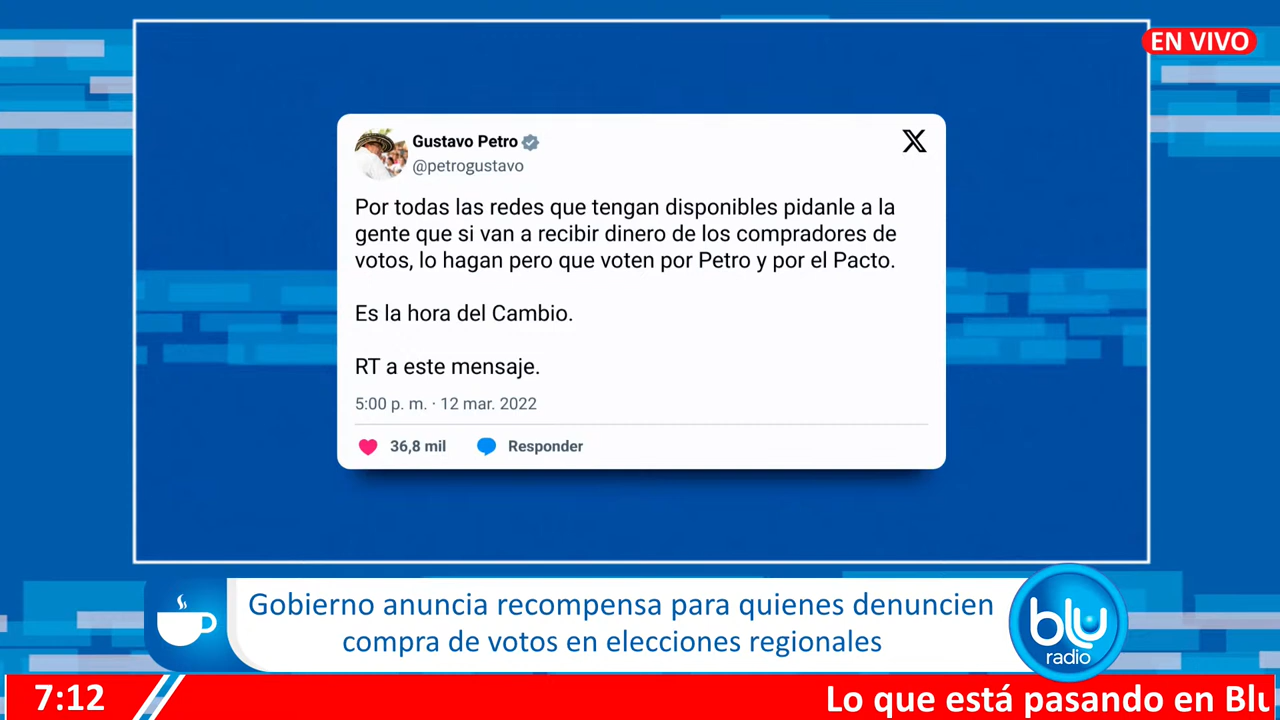 EN VIVO
Gustavo Petro
@petrogustavo
Por todas las redes que tengan disponibles pidanle a la
gente que si van a recibir dinero de los compradores de
votos, lo hagan pero que voten por Petro y por el Pacto.
Es la hora del Cambio.
RT a este mensaje.
5:00 p. m. · 12 mar. 2022
36,8 mil
Responder
Gobierno anuncia recompensa para quienes denuncien
compra de votos en elecciones regionales
blu
radio
7:12
Lo que está pasando en Blu